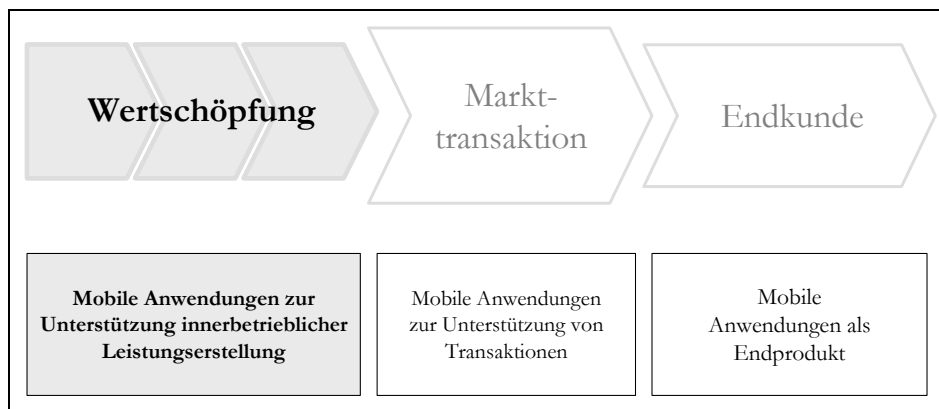 Wertschöpfung
Markt-
transaktion
Endkunde
Mobile Anwendungen zur
Unterstützung innerbetrieblicher
Leistungserstellung
Mobile Anwendungen
zur Unterstützung von
Transaktionen
Mobile
Anwendungen als
Endprodukt